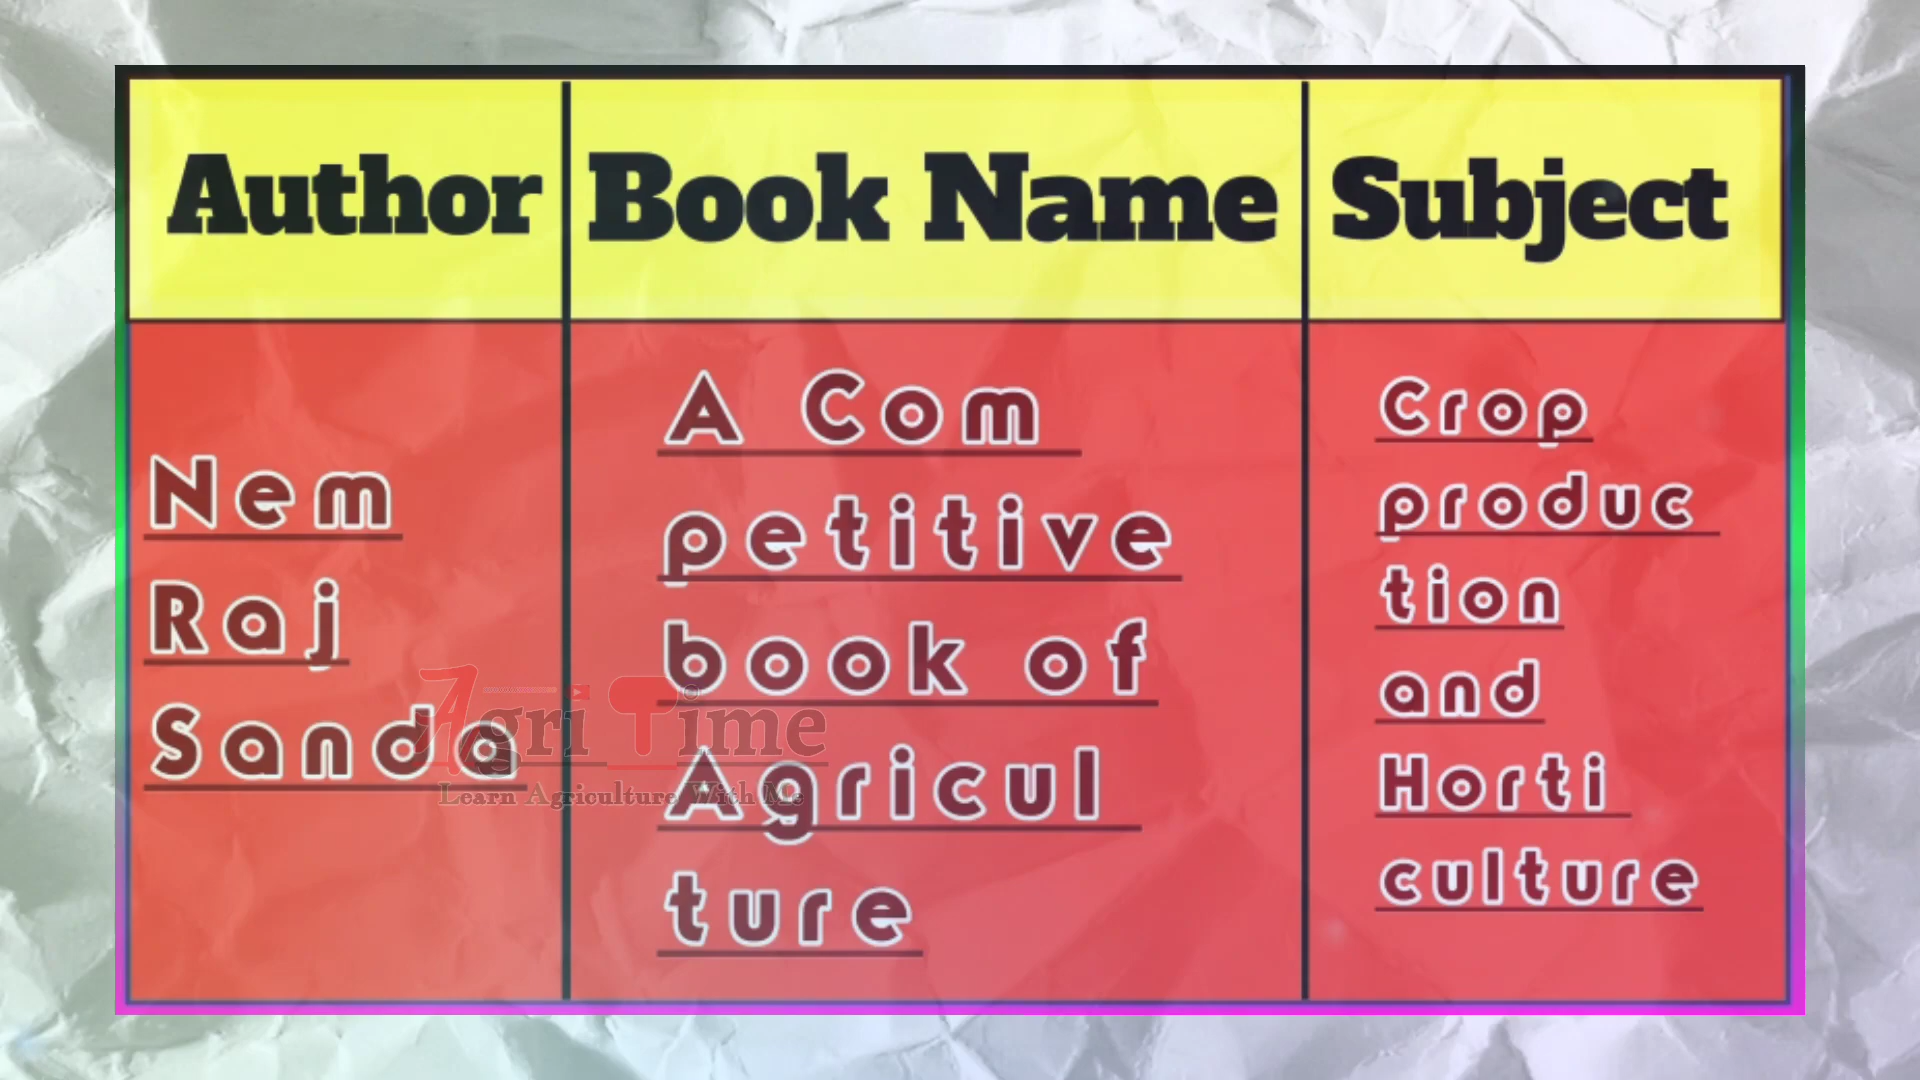 Author Book Name Subject
Nem
Raj
Sanda
A Com
petitive
book of
Agricul
ture
Crop
produc
tion
and
Horti
culture
Agri Time
Learn Agriculture With Me